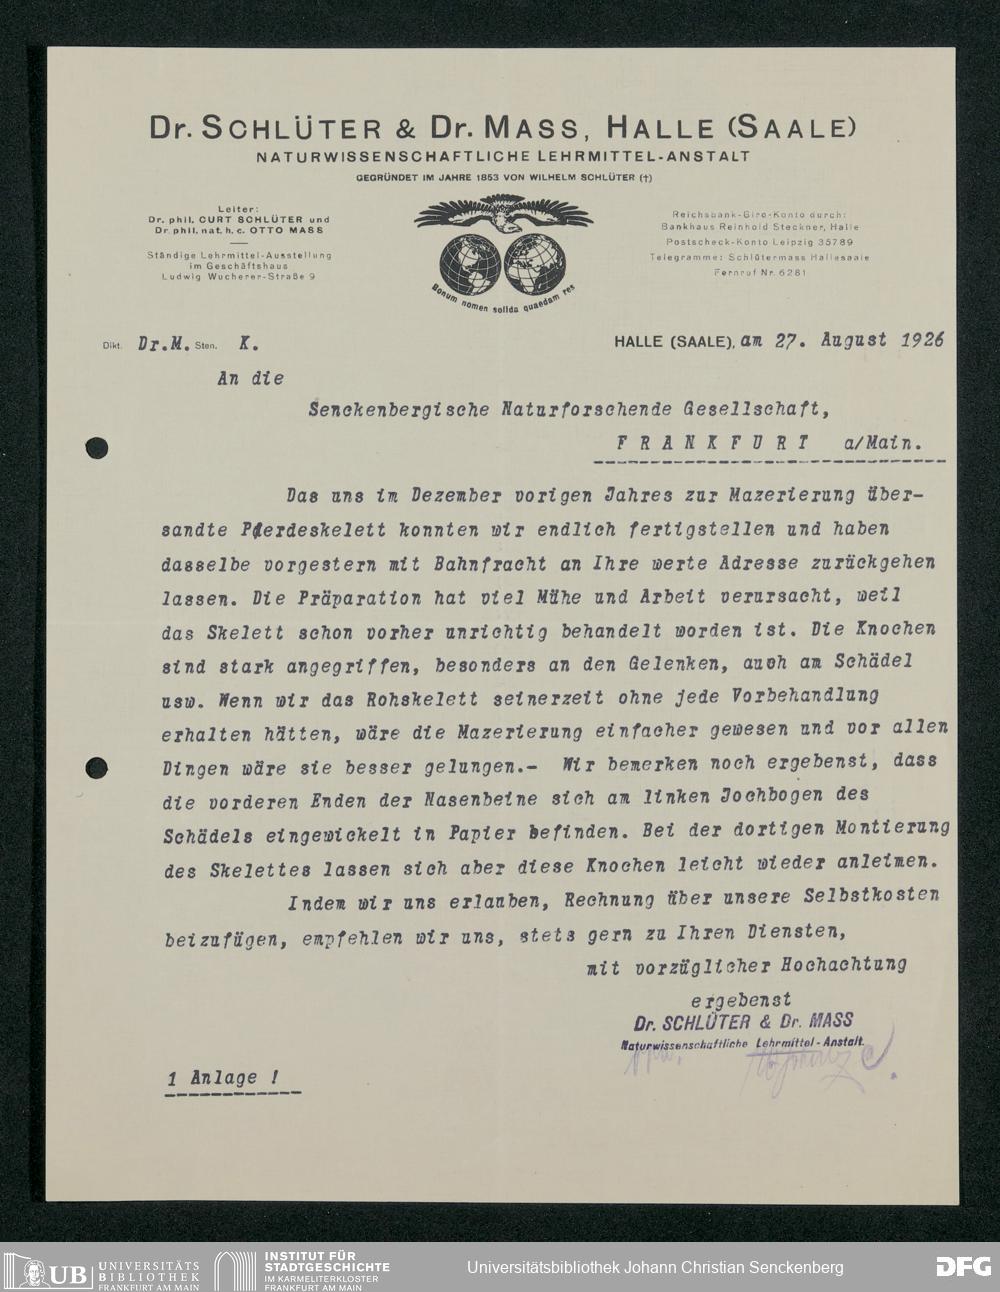 Dr. SCHLÜTER & Dr. MASS, HALLE (SAALE)
NATURWISSENSCHAFTLICHE LEHRMITTEL-ANSTALT
GEGRÜNDET IM JAHRE 1853 VON WILHELM SCHLÜTER (†)
Leiter:
Dr. phil. CURT SCHLÜTER und
Dr. phil. nat. h. c. OTTO MASS
Ständige Lehrmittel-Ausstellung
im Geschäftshaus
Ludwig Wucherer-Straße 9
Bonum nomen solida quaedam res
Reichsbank-Giro-Konto durch:
Bankhaus Reinhold Steckner, Halle
Postscheck-Konto Leipzig 35789
Telegramme: Schlütermass Hallesaale
Fernruf Nr. 6281
Dikt. Dr.M. Sten. K.
HALLE (SAALE), am 27. August 1926
An die
Senckenbergische Naturforschende Gesellschaft,
FRANKFURT a/Main.
Das uns im Dezember vorigen Jahres zur Mazerierung über-
sandte Pferdeskelett konnten wir endlich fertigstellen und haben
dasselbe vorgestern mit Bahnfracht an Ihre werte Adresse zurückgehen
lassen. Die Präparation hat viel Mühe und Arbeit verursacht, weil
das Skelett schon vorher unrichtig behandelt worden ist. Die Knochen
sind stark angegriffen, besonders an den Gelenken, auch am Schädel
usw. Wenn wir das Rohskelett seinerzeit ohne jede Vorbehandlung
erhalten hätten, wäre die Mazerierung einfacher gewesen und vor allen
Dingen wäre sie besser gelungen.- Wir bemerken noch ergebenst, dass
die vorderen Enden der Nasenbeine sich am linken Jochbogen des
Schädels eingewickelt in Papier befinden. Bei der dortigen Montierung
des Skelettes lassen sich aber diese Knochen leicht wieder anleimen.
Indem wir uns erlauben, Rechnung über unsere Selbstkosten
beizufügen, empfehlen wir uns, stets gern zu Ihren Diensten,
mit vorzüglicher Hochachtung
ergebenst
Dr. SCHLÜTER & Dr. MASS
Naturwissenschaftliche Lehrmittel-Anstalt.
ppa.
1 Anlage !
UB UNIVERSITÄTS
BIBLIOTHEK
FRANKFURT AM MAIN
INSTITUT FÜR
STADTGESCHICHTE
IM KARMELITERKLOSTER
FRANKFURT AM MAIN
Universitätsbibliothek Johann Christian Senckenberg
DFG